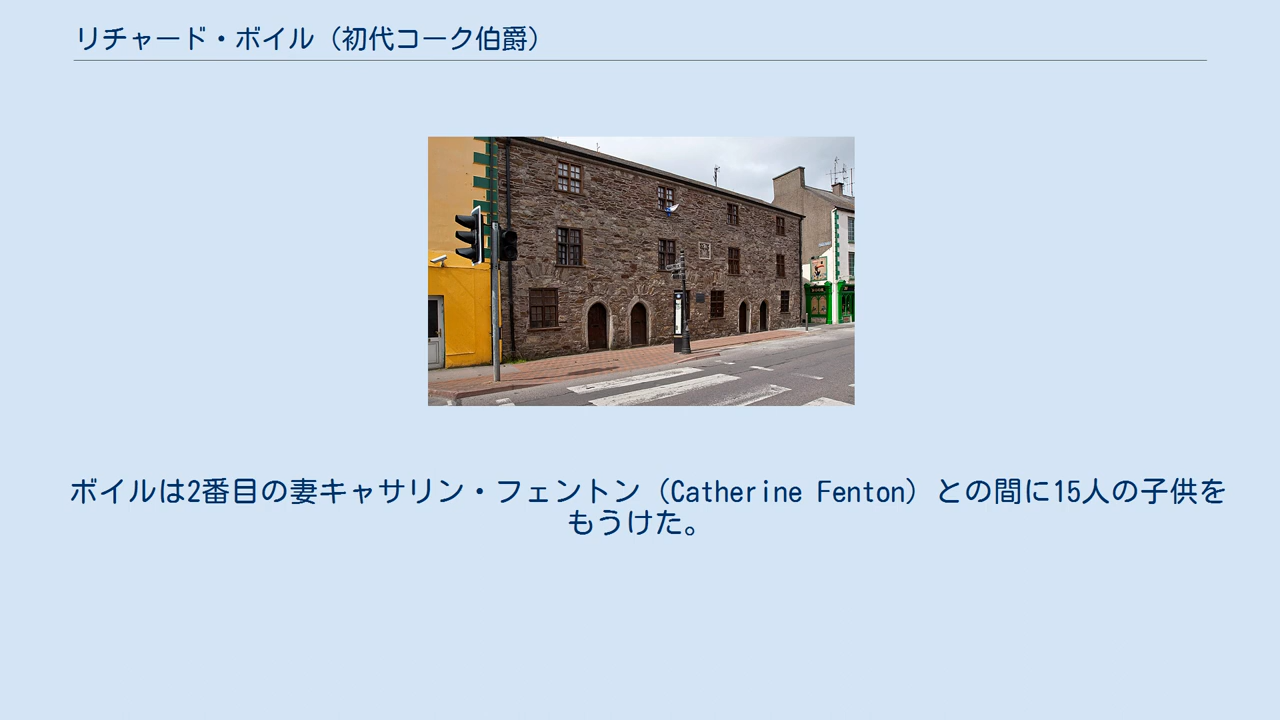 リチャード・ボイル（初代コーク伯爵）
ボイルは2番目の妻キャサリン・フェントン（Catherine Fenton）との間に15人の子供を
もうけた。